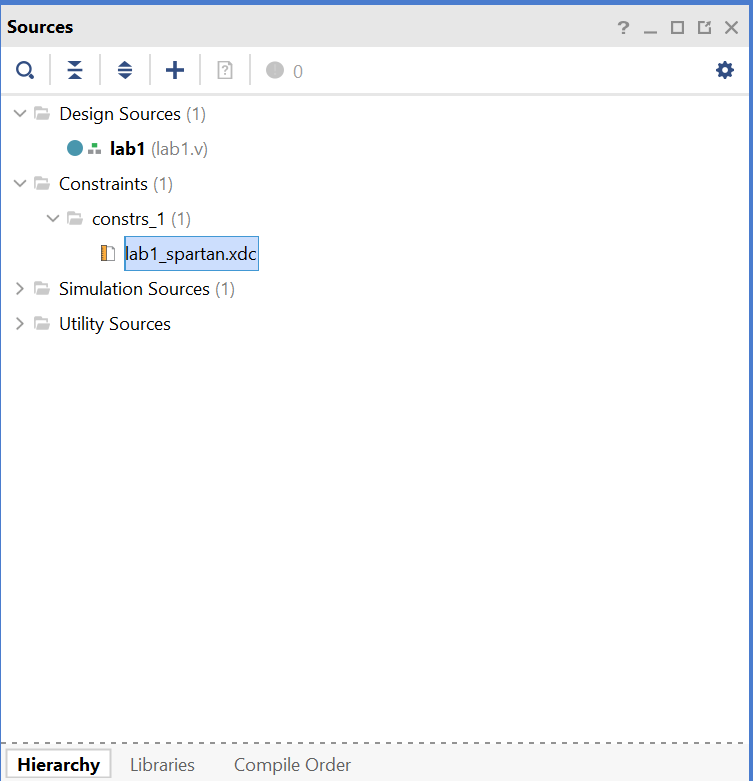 Sources
0
Design Sources (1)
lab1 (lab1.v)
Constraints (1)
constrs_1 (1)
lab1_spartan.xdc
Simulation Sources (1)
Utility Sources
Hierarchy Libraries Compile Order